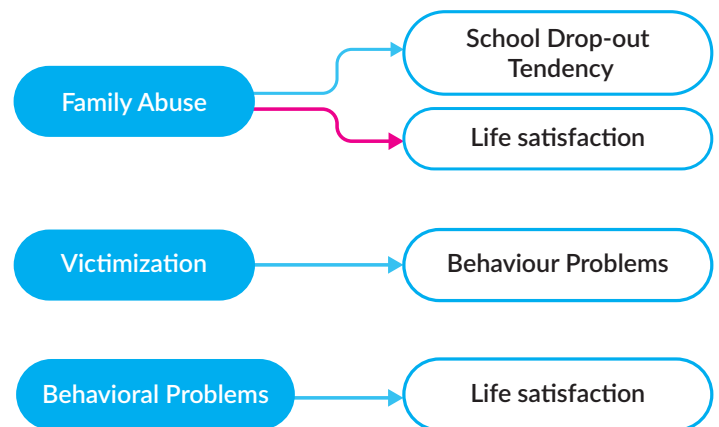 Family Abuse
School Drop-out
Tendency
Life satisfaction
Victimization
Behaviour Problems
Behavioral Problems
Life satisfaction